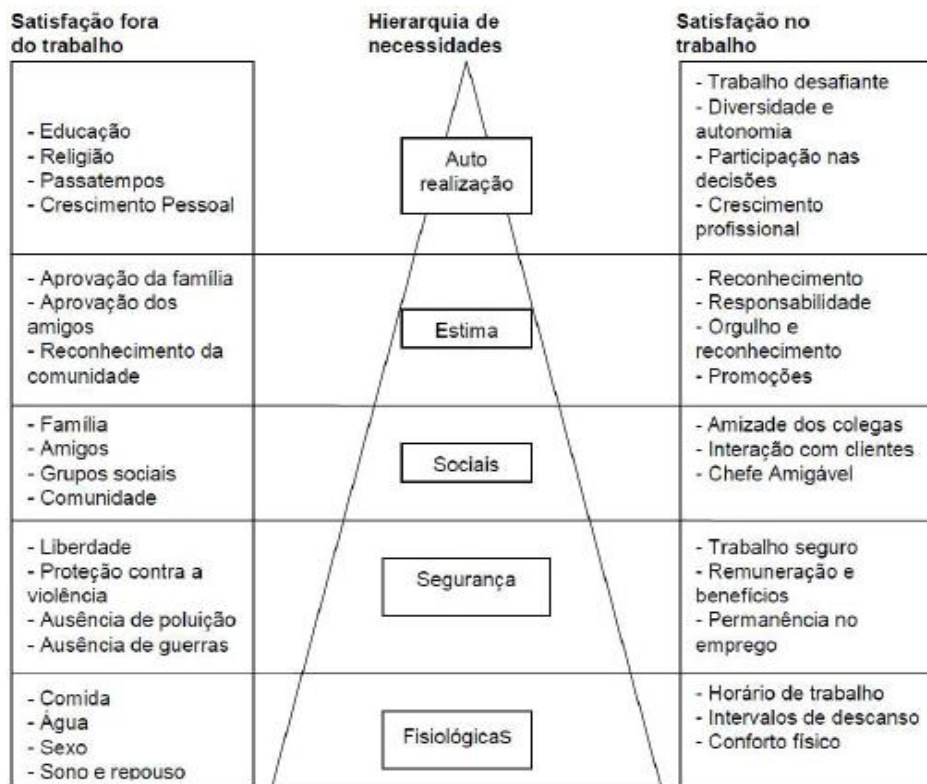 Satisfação fora
do trabalho
Hierarquia de
necessidades
Satisfação no
trabalho
- Educação
- Religião
- Passatempos
- Crescimento Pessoal
Auto
realização
- Trabalho desafiante
- Diversidade e
autonomia
- Participação nas
decisões
- Crescimento
profissional
- Aprovação da família
- Aprovação dos
amigos
- Reconhecimento da
comunidade
Estima
- Reconhecimento
- Responsabilidade
- Orgulho e
reconhecimento
- Promoções
- Família
- Amigos
- Grupos sociais
- Comunidade
Sociais
- Amizade dos colegas
- Interação com clientes
- Chefe Amigável
- Liberdade
- Proteção contra a
violência
- Ausência de poluição
- Ausência de guerras
Segurança
- Trabalho seguro
- Remuneração e
benefícios
- Permanência no
emprego
- Comida
- Água
- Sexo
- Sono e repouso
Fisiológicas
- Horário de trabalho
- Intervalos de descanso
- Conforto físico